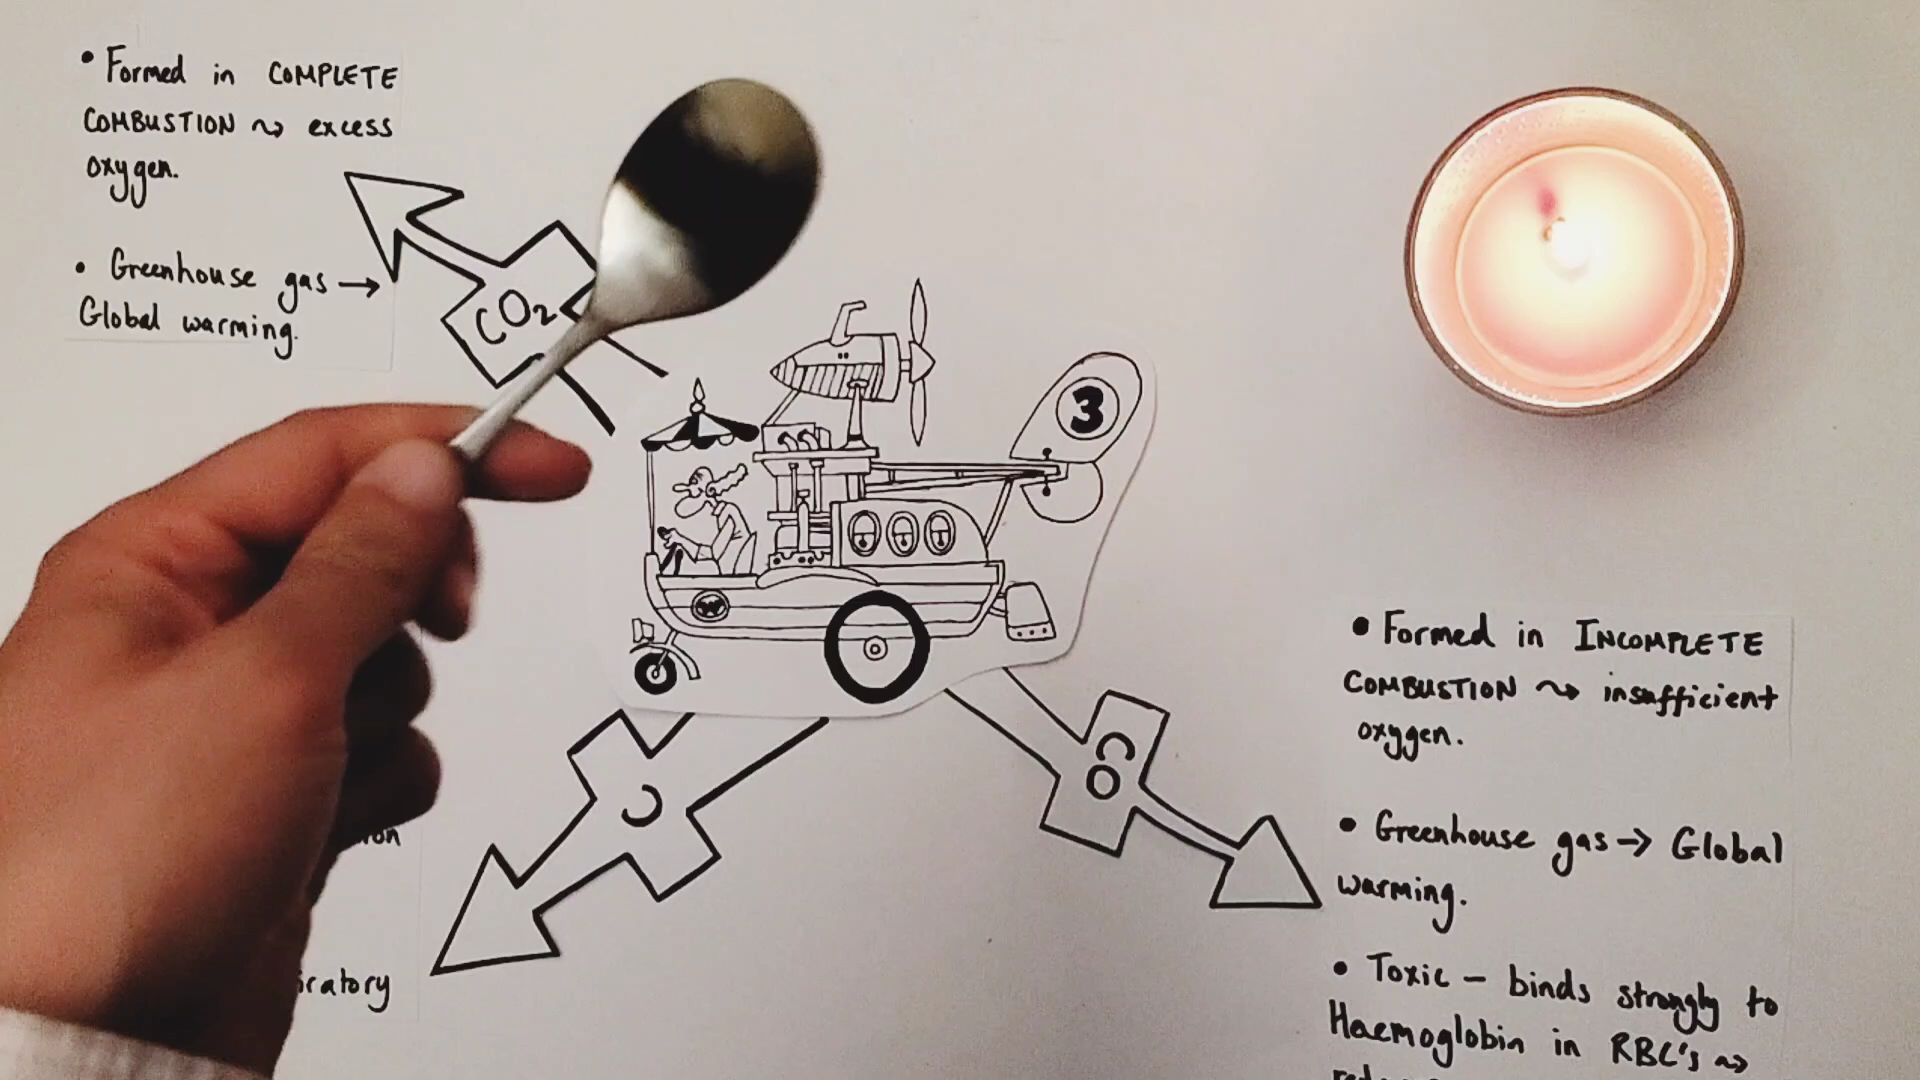 • Formed in COMPLETE
COMBUSTION ⇝ excess
oxygen.
• Greenhouse gas →
Global warming.
CO2
3
W
C
CO
• Formed in INCOMPLETE
COMBUSTION ⇝ insufficient
oxygen.
• Greenhouse gas → Global
warming.
• Toxic – binds strongly to
Haemoglobin in RBC's ⇝